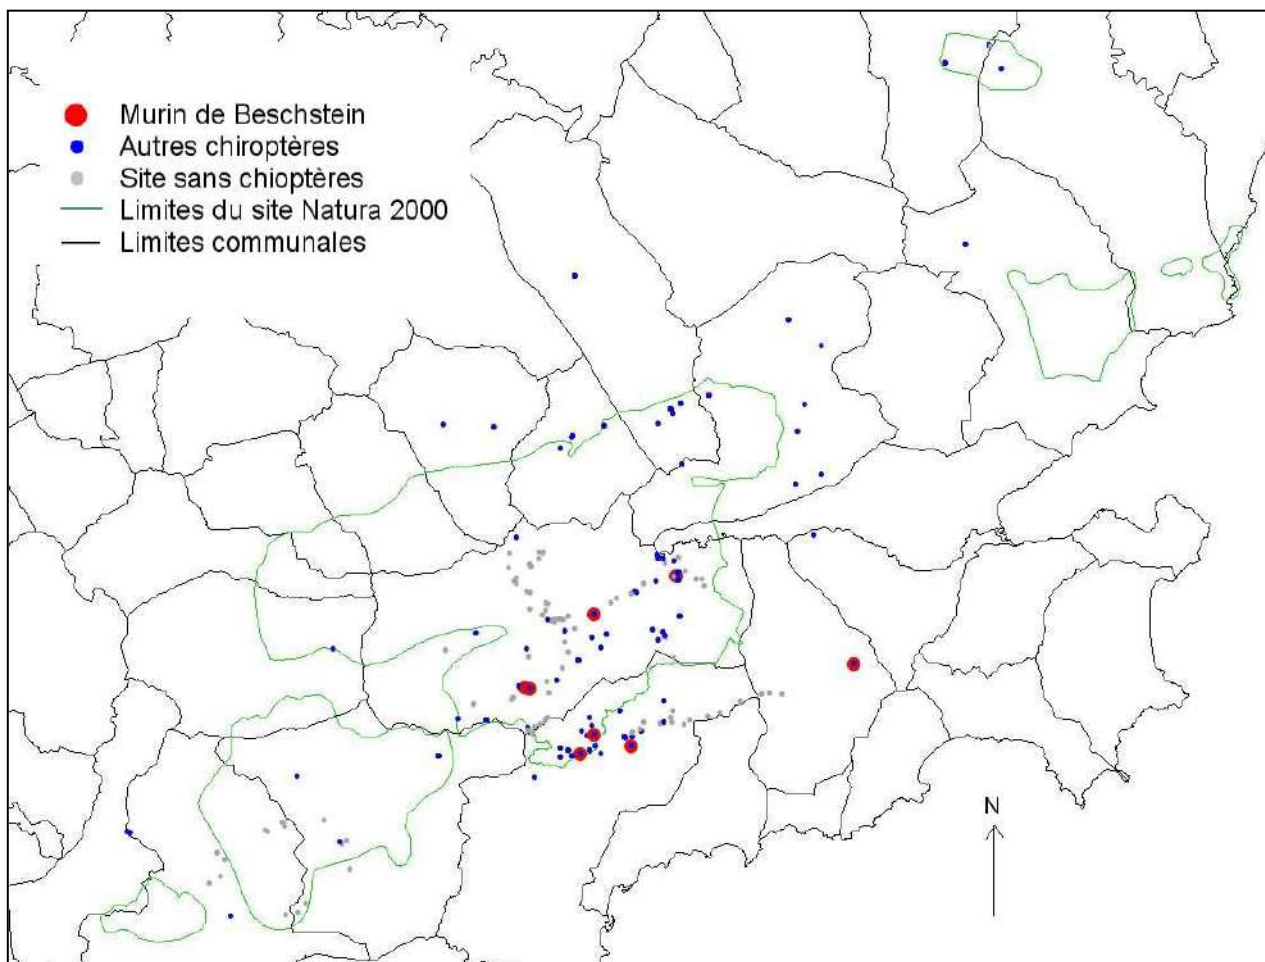 Murin de Beschstein
Autres chiroptères
Site sans chioptères
Limites du site Natura 2000
Limites communales
N